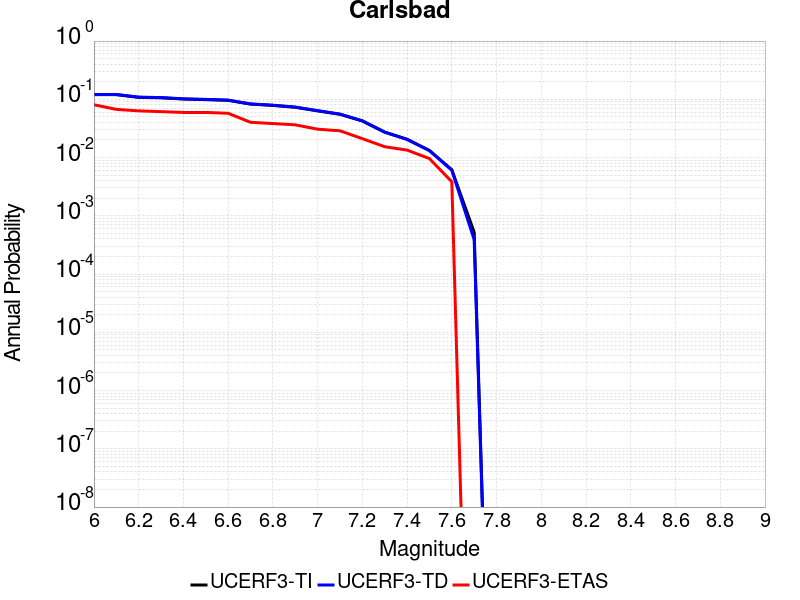 Carlsbad
10^0
10^-1
10^-2
10^-3
10^-4
10^-5
10^-6
10^-7
10^-8
Annual Probability
6 6.2 6.4 6.6 6.8 7 7.2 7.4 7.6 7.8 8 8.2 8.4 8.6 8.8 9
Magnitude
UCERF3-TI UCERF3-TD UCERF3-ETAS